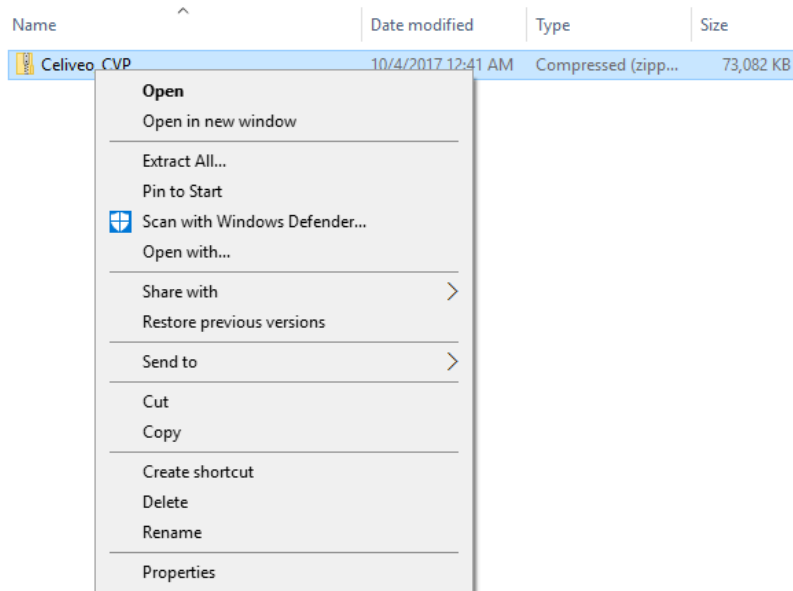 Name Date modified Type Size
Celiveo_CVP 10/4/2017 12:41 AM Compressed (zipp... 73,082 KB
Open
Open in new window
Extract All...
Pin to Start
Scan with Windows Defender...
Open with...
Share with
Restore previous versions
Send to
Cut
Copy
Create shortcut
Delete
Rename
Properties